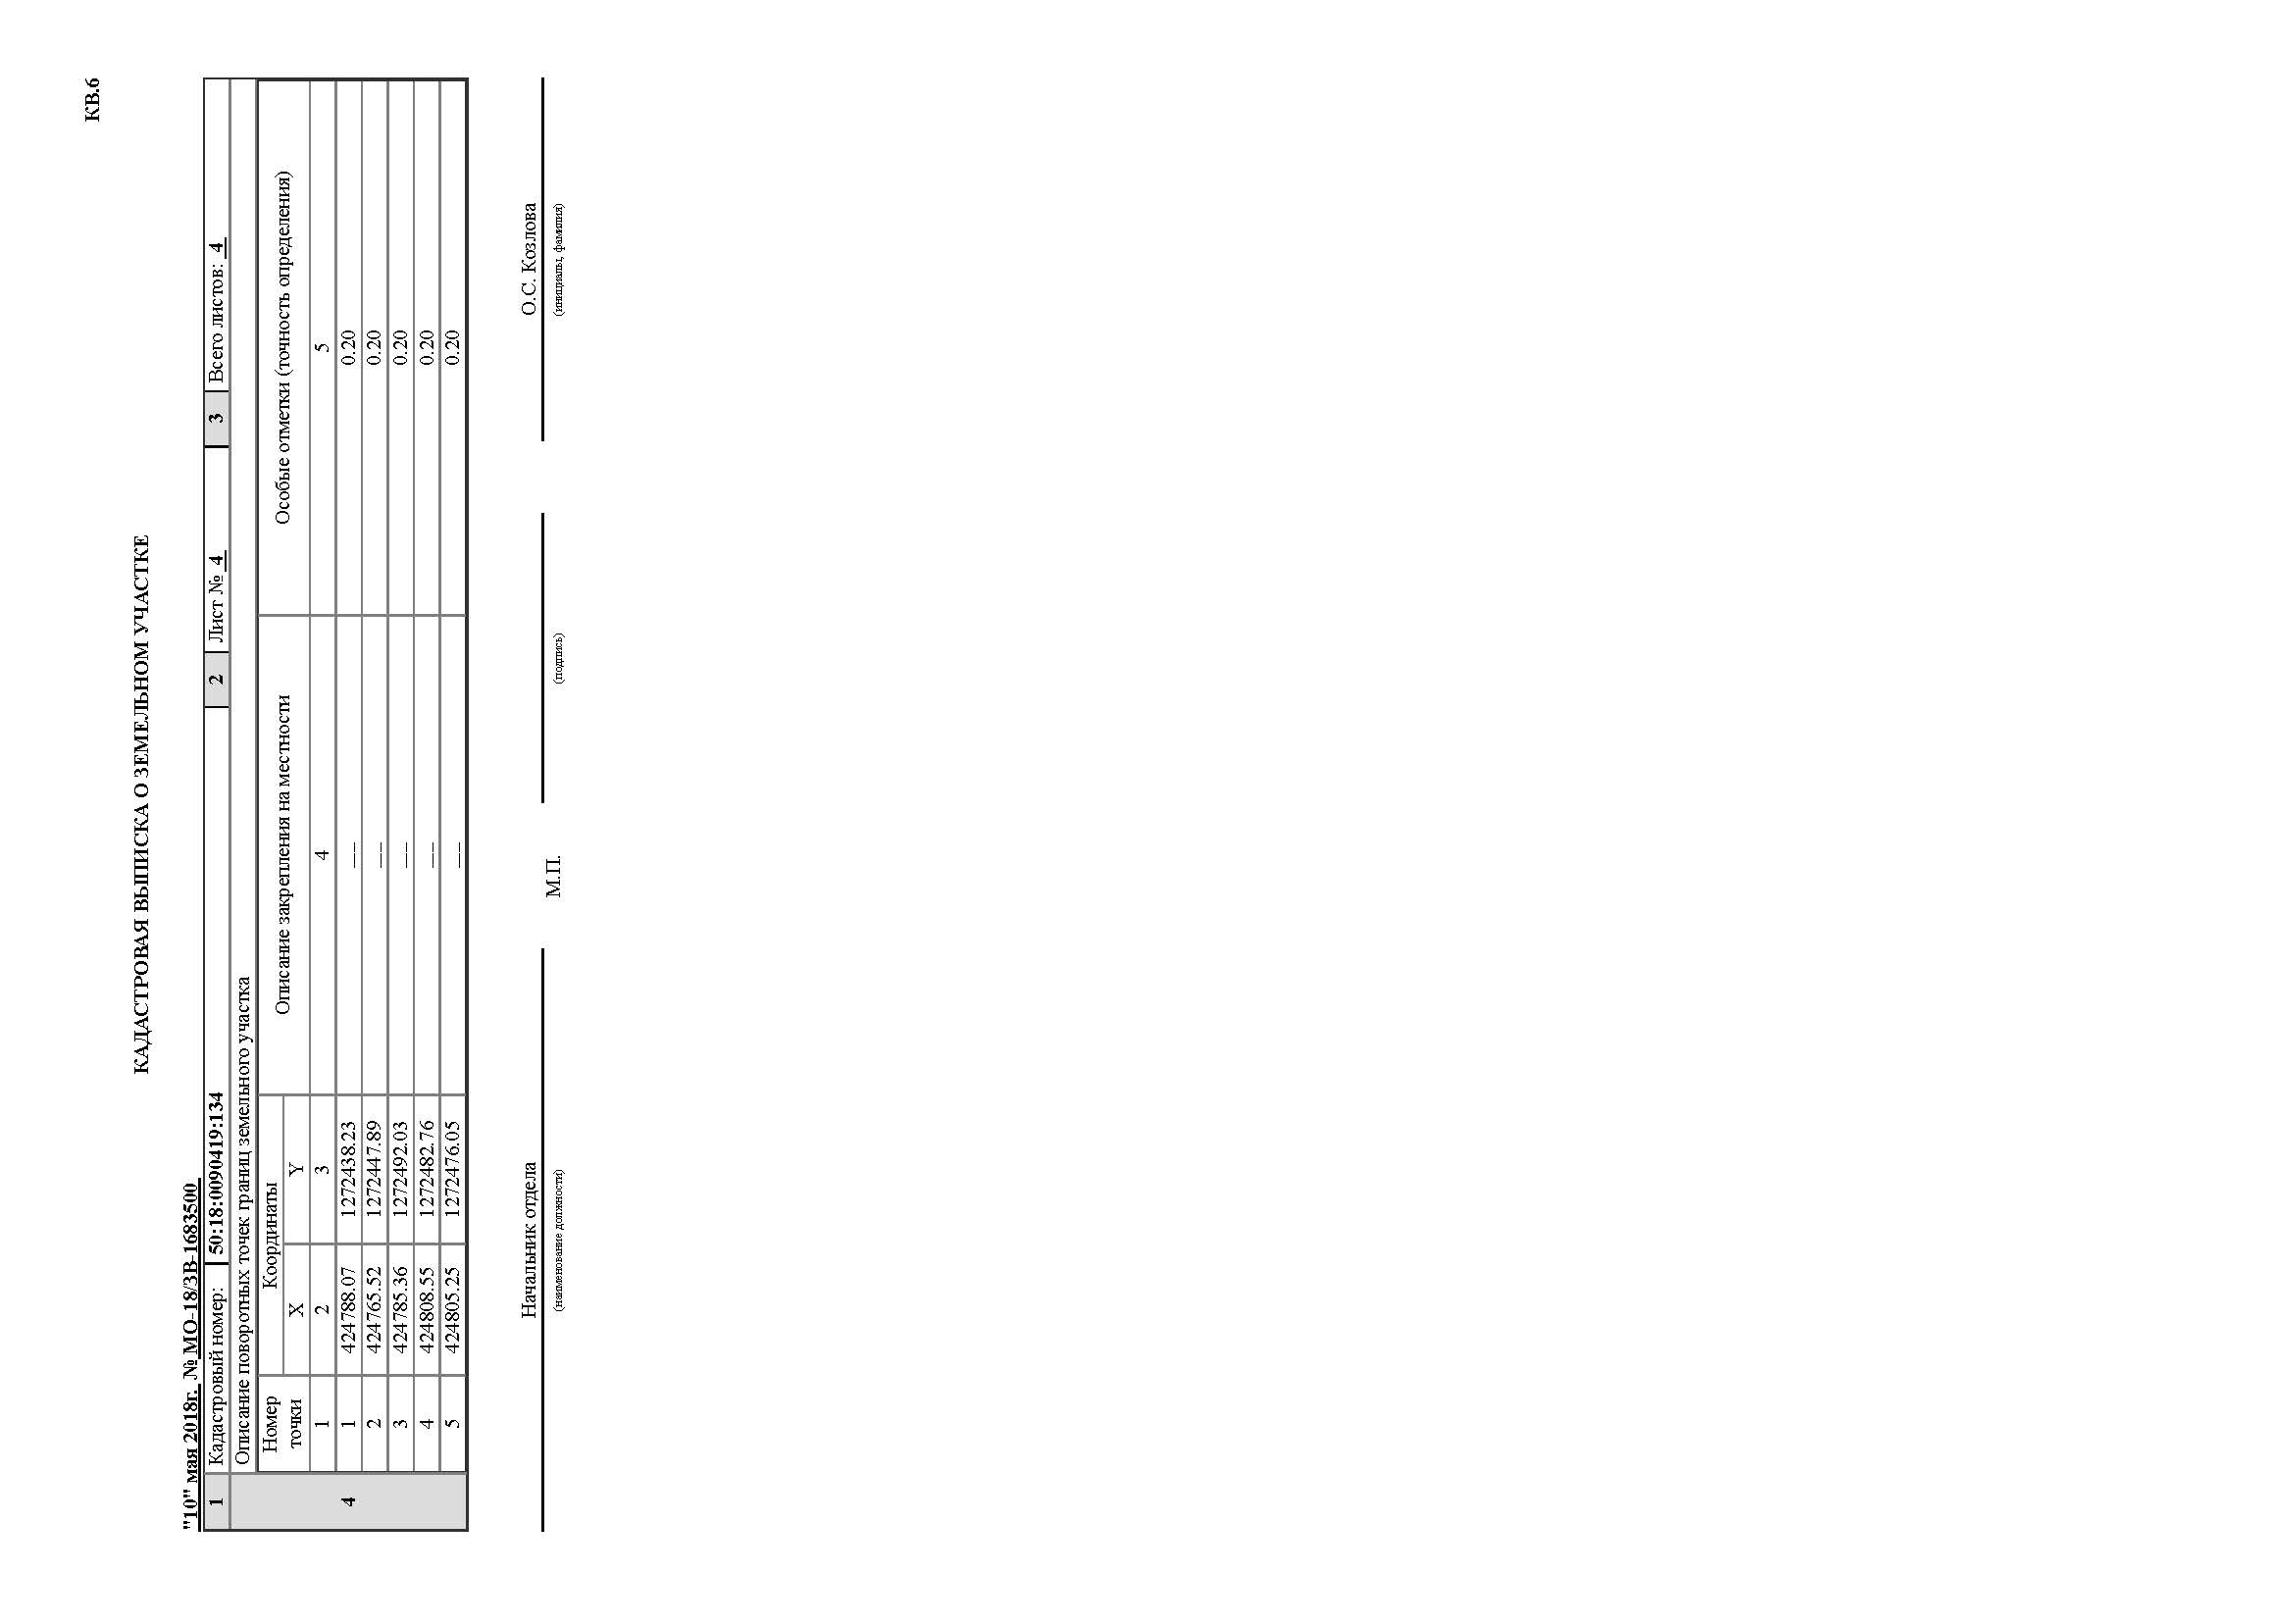 КВ.6
КАДАСТРОВАЯ ВЫПИСКА О ЗЕМЕЛЬНОМ УЧАСТКЕ
"10" мая 2018г. № МО-18/ЗВ-1683500
1 Кадастровый номер: 50:18:0090419:134 2 Лист № 4 3 Всего листов: 4
4 Описание поворотных точек границ земельного участка
Номер точки Координаты Описание закрепления на местности Особые отметки (точность определения)
X Y
1 2 3 4 5
1 424788.07 1272438.23 — 0.20
2 424765.52 1272447.89 — 0.20
3 424785.36 1272492.03 — 0.20
4 424808.55 1272482.76 — 0.20
5 424805.25 1272476.05 — 0.20
Начальник отдела О.С. Козлова
М.П.
(наименование должности) (подпись) (инициалы, фамилия)